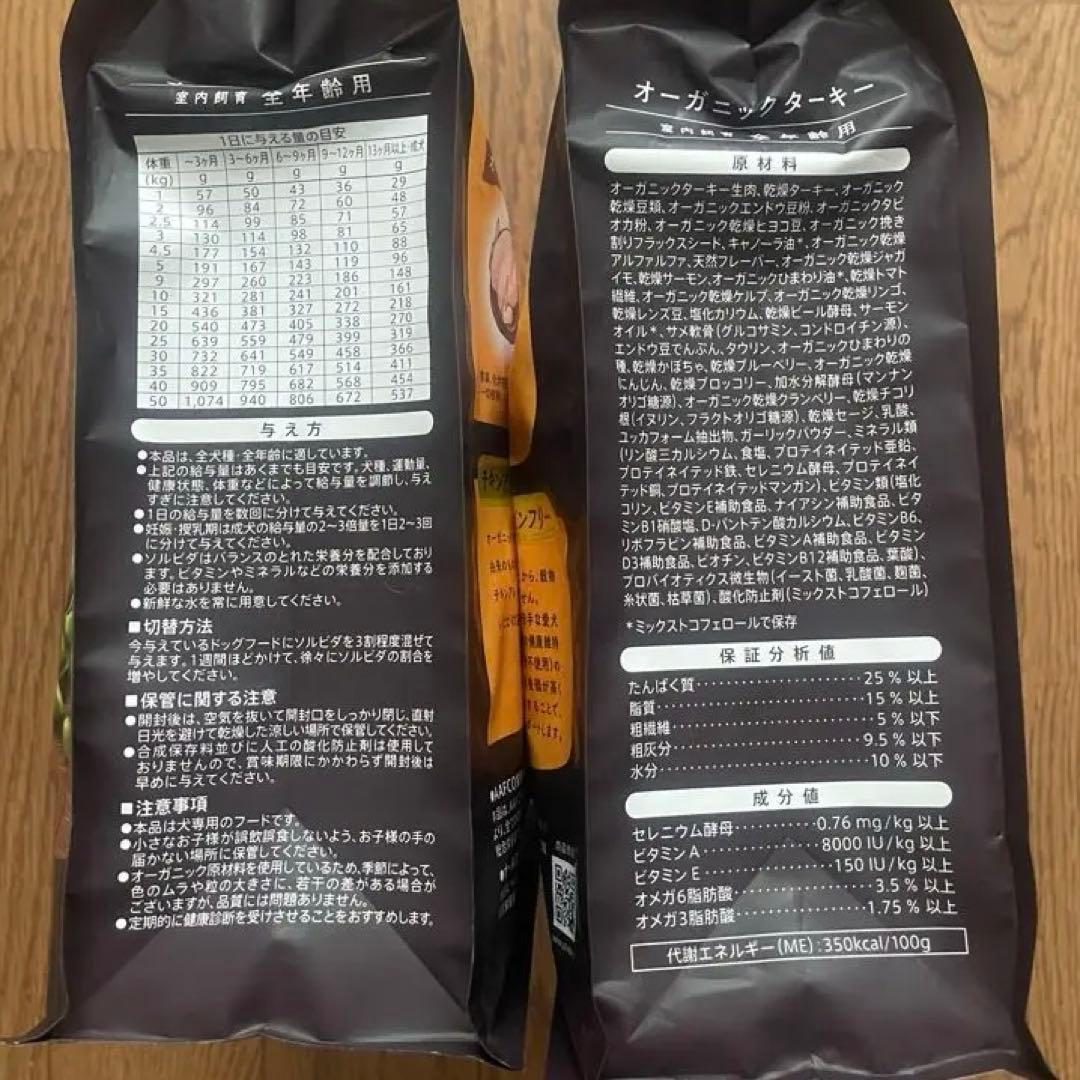 室内飼育 全年齢用
1日に与える量の目安
体重 ~3ヶ月 3~6ヶ月 6~9ヶ月 9~12ヶ月 13ヶ月以上・成犬
(kg) g g g g g
1 57 50 43 36 29
2 96 84 72 60 48
2.5 114 99 85 71 57
3 130 114 98 81 65
4.5 177 154 132 110 88
5 191 167 143 119 96
9 297 260 223 186 148
10 321 281 241 201 161
15 436 381 327 272 218
20 540 473 405 338 270
25 639 559 479 399 319
30 732 641 549 458 366
35 822 719 617 514 411
40 909 795 682 568 454
50 1,074 940 806 672 537
与え方
●本品は、全犬種・全年齢に適しています。
●上記の給与量はあくまでも目安です。犬種、運動量、
健康状態、体重などによって給与量を調節し、与え
すぎに注意してください。
●1日の給与量を数回に分けて与えてください。
●妊娠・授乳期は成犬の給与量の2~3倍量を1日2~3回
に分けて与えてください。
●ソルビダはバランスのとれた栄養分を配合しており
ます。ビタミンやミネラルなどの栄養分を添加する
必要はありません。
●新鮮な水を常に用意してください。
■切替方法
今与えているドッグフードにソルビダを3割程度混ぜて
与えます。1週間ほどかけて、徐々にソルビダの割合を
増やしてください。
■保管に関する注意
●開封後は、空気を抜いて開封口をしっかり閉じ、直射
日光を避けて乾燥した涼しい場所で保管してください。
●合成保存料並びに人工の酸化防止剤は使用して
おりませんので、賞味期限にかかわらず開封後は
早めに与えてください。
■注意事項
●本品は犬専用のフードです。
●小さなお子様が誤飲誤食しないよう、お子様の手の
届かない場所に保管してください。
●オーガニック原材料を使用しているため、季節によって、
色のムラや粒の大きさに、若干の差がある場合が
ございますが、品質には問題ありません。
●定期的に健康診断を受けさせることをおすすめします。
オーガニックターキー
室内飼育 全年齢用
原材料
オーガニックターキー生肉、乾燥ターキー、オーガニック
乾燥豆類、オーガニックエンドウ豆粉、オーガニックタピ
オカ粉、オーガニック乾燥ヒヨコ豆、オーガニック挽き
割りフラックスシード、キャノーラ油*、オーガニック乾燥
アルファルファ、天然フレーバー、オーガニック乾燥ジャガ
イモ、乾燥サーモン、オーガニックひまわり油*、乾燥トマト
繊維、オーガニック乾燥ケルプ、オーガニック乾燥リンゴ、
乾燥レンズ豆、塩化カリウム、乾燥ビール酵母、サーモン
オイル*、サメ軟骨(グルコサミン、コンドロイチン源)、
エンドウ豆でんぷん、タウリン、オーガニックひまわりの
種、乾燥かぼちゃ、乾燥ブルーベリー、オーガニック乾燥
にんじん、乾燥ブロッコリー、加水分解酵母(マンナン
オリゴ糖源)、オーガニック乾燥クランベリー、乾燥チコリ
根(イヌリン、フラクトオリゴ糖源)、乾燥セージ、乳酸、
ユッカフォーム抽出物、ガーリックパウダー、ミネラル類
(リン酸三カルシウム、食塩、プロテイネイテッド亜鉛、
プロテイネイテッド鉄、セレニウム酵母、プロテイネイ
テッド銅、プロテイネイテッドマンガン)、ビタミン類(塩化
コリン、ビタミンE補助食品、ナイアシン補助食品、ビタ
ミンB1硝酸塩、D-パントテン酸カルシウム、ビタミンB6、
リボフラビン補助食品、ビタミンA補助食品、ビタミン
D3補助食品、ビオチン、ビタミンB12補助食品、葉酸)、
プロバイオティクス微生物(イースト菌、乳酸菌、麹菌、
糸状菌、枯草菌)、酸化防止剤(ミックストコフェロール)
*ミックストコフェロールで保存
保証分析値
たんぱく質 25%以上
脂質 15%以上
粗繊維 5%以下
粗灰分 9.5%以下
水分 10%以下
成分値
セレニウム酵母 0.76mg/kg以上
ビタミンA 8000IU/kg以上
ビタミンE 150IU/kg以上
オメガ6脂肪酸 3.5%以上
オメガ3脂肪酸 1.75%以上
代謝エネルギー(ME):350kcal/100g